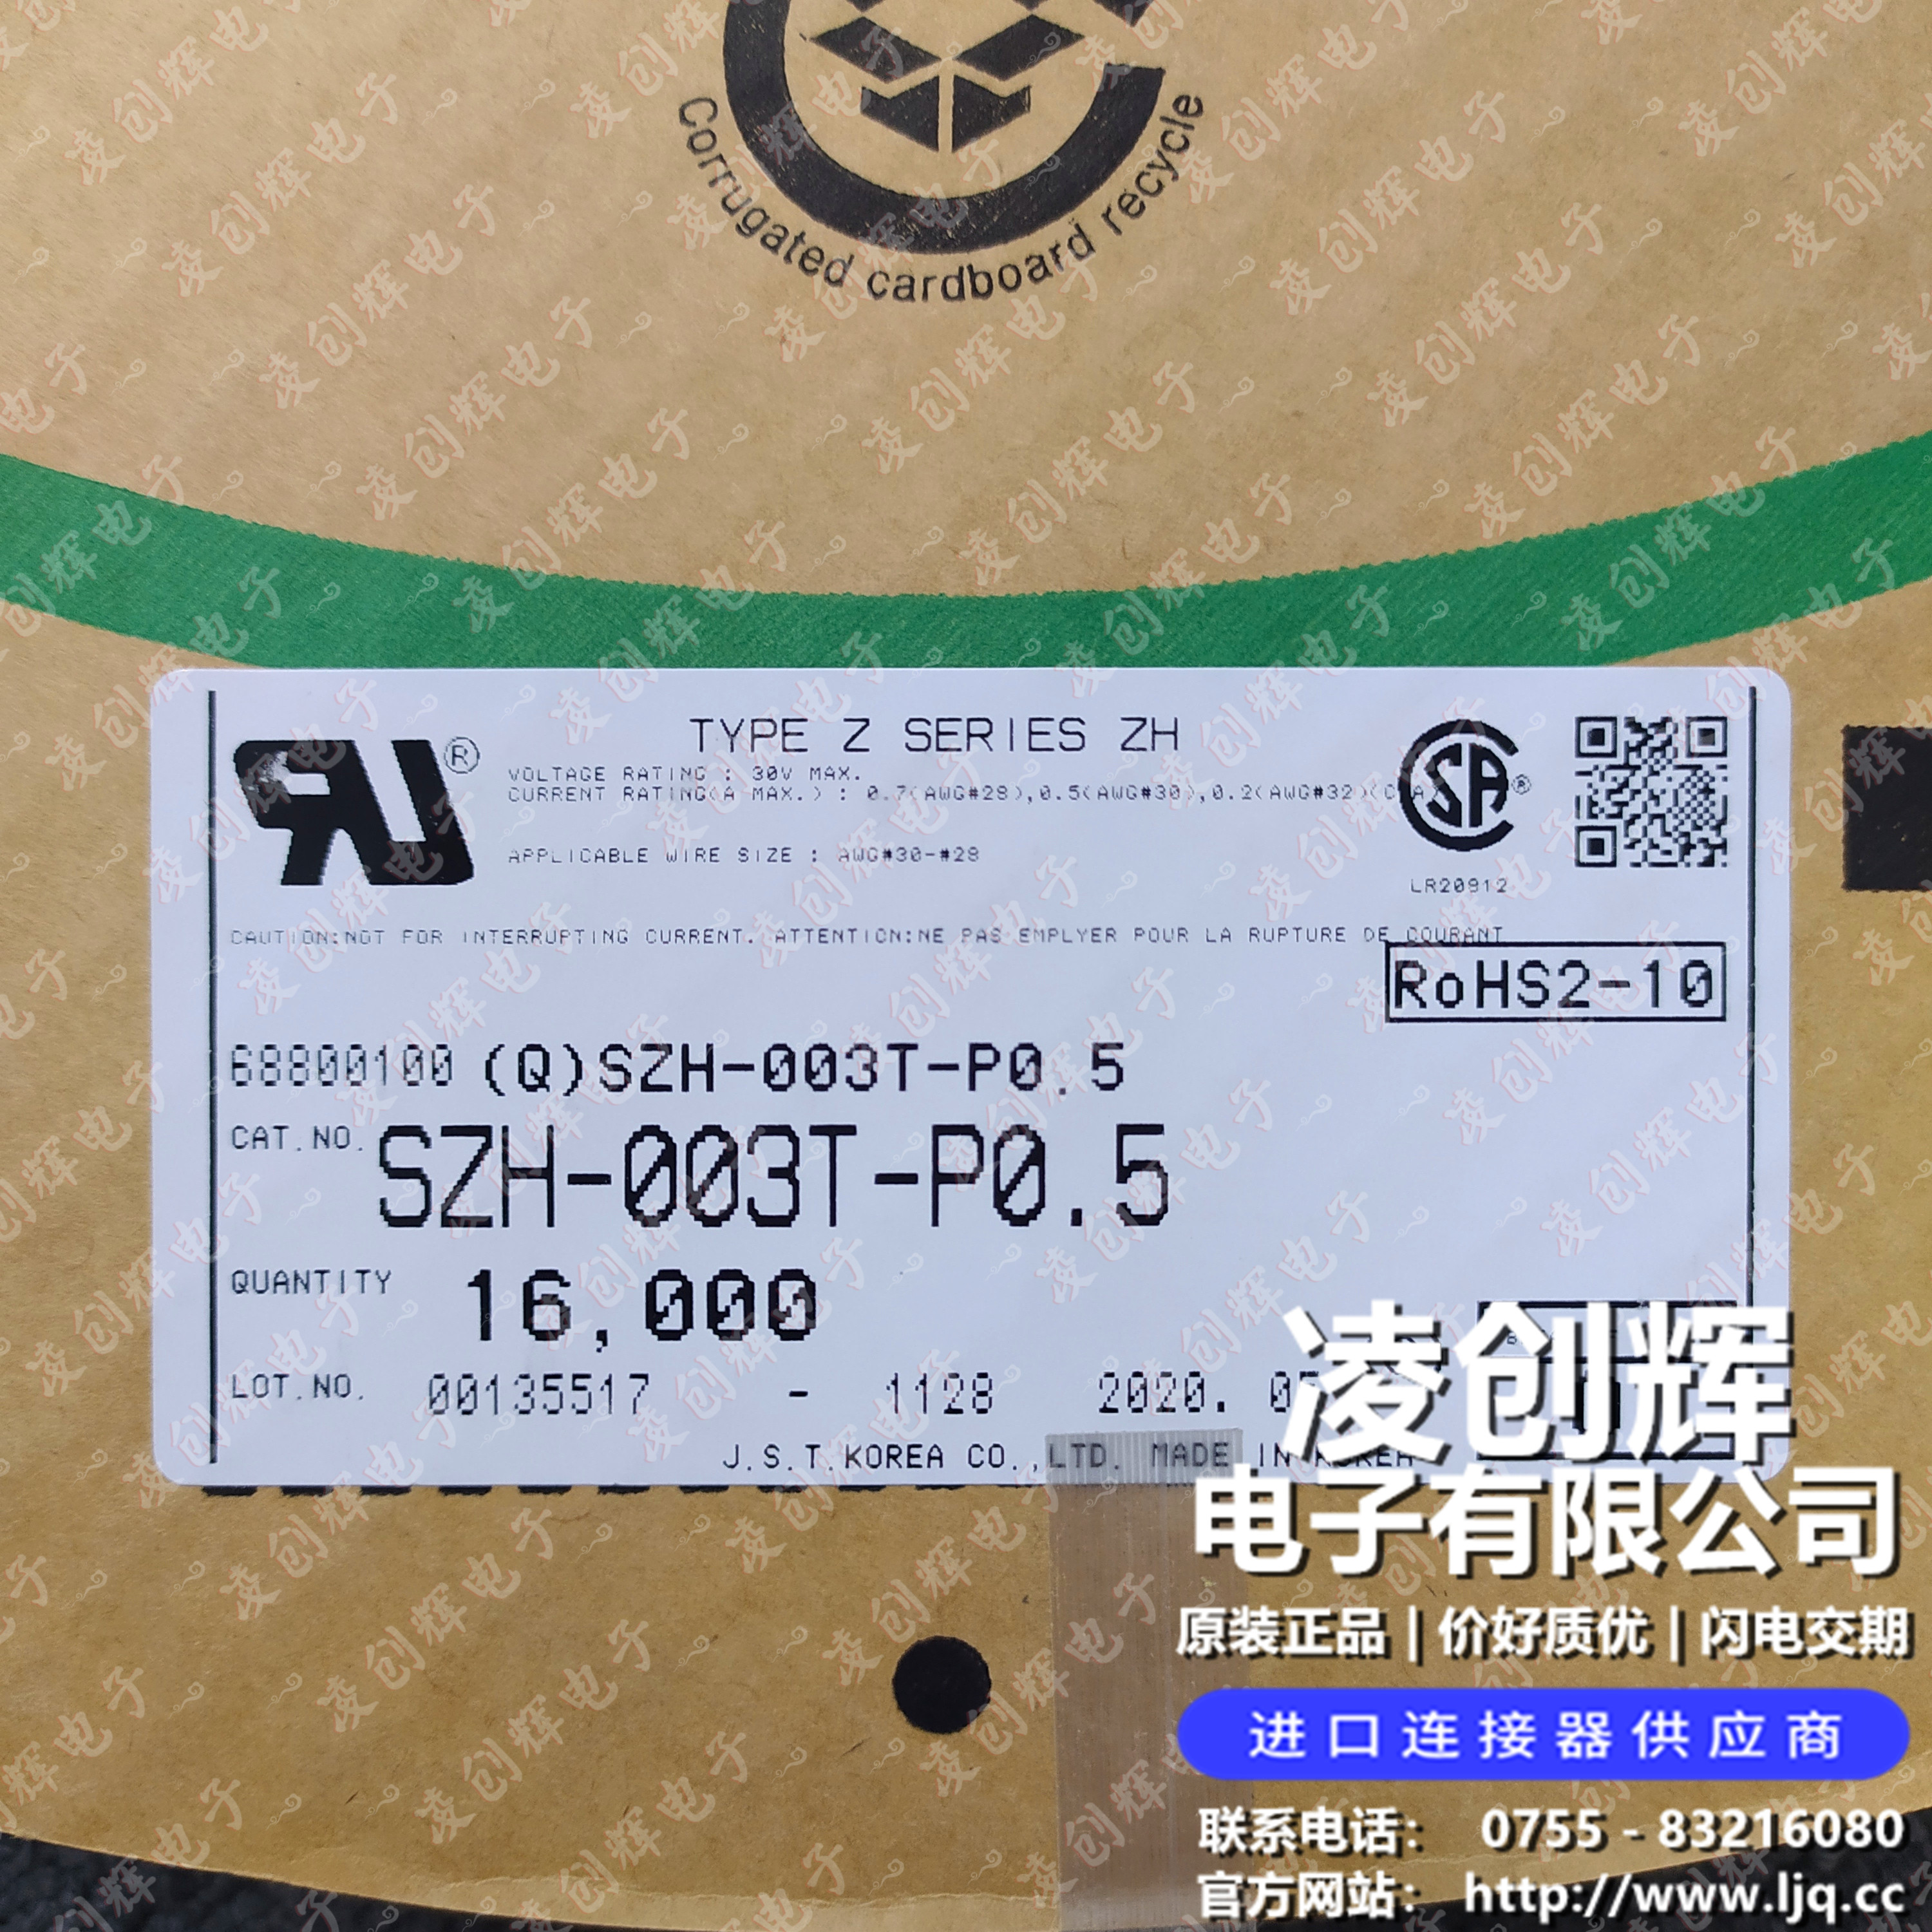 Corrugated cardboard recycle
TYPE Z SERIES ZH
VOLTAGE RATING : 30V MAX.
CURRENT RATING(A MAX.) : 0.7(AWG#28),0.5(AWG#30),0.2(AWG#32)
APPLICABLE WIRE SIZE : AWG#30-#28
LR20812
CAUTION:NOT FOR INTERRUPTING CURRENT. ATTENTION:NE PAS EMPLYER POUR LA RUPTURE DE COURANT
RoHS2-10
68800100 (Q)SZH-003T-P0.5
CAT.NO. SZH-003T-P0.5
QUANTITY 16,000
LOT.NO. 00135517 - 1128 2020.
J.S.T.KOREA CO.,LTD. MADE IN KOREA
凌创辉
电子有限公司
原装正品 | 价好质优 | 闪电交期
进口连接器供应商
联系电话： 0755 - 83216080
官方网站： http://www.ljq.cc